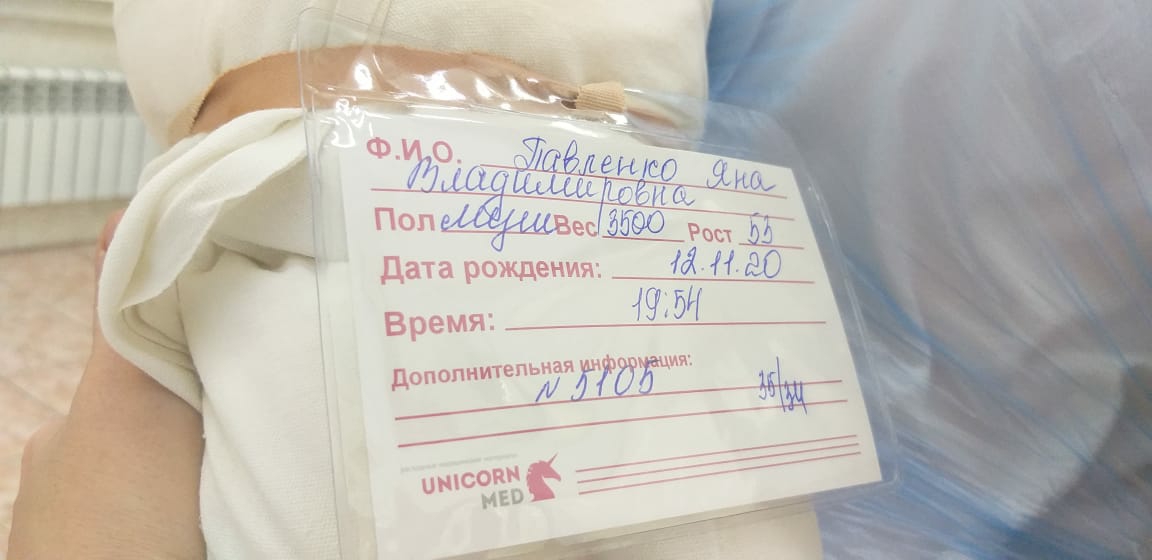 Ф.И.О. Павленко Яна
Владимировна
Пол муж Вес 3500 Рост 53
Дата рождения: 12.11.20
Время: 19:54
Дополнительная информация:
N 5105 35/34
UNICORN
MED